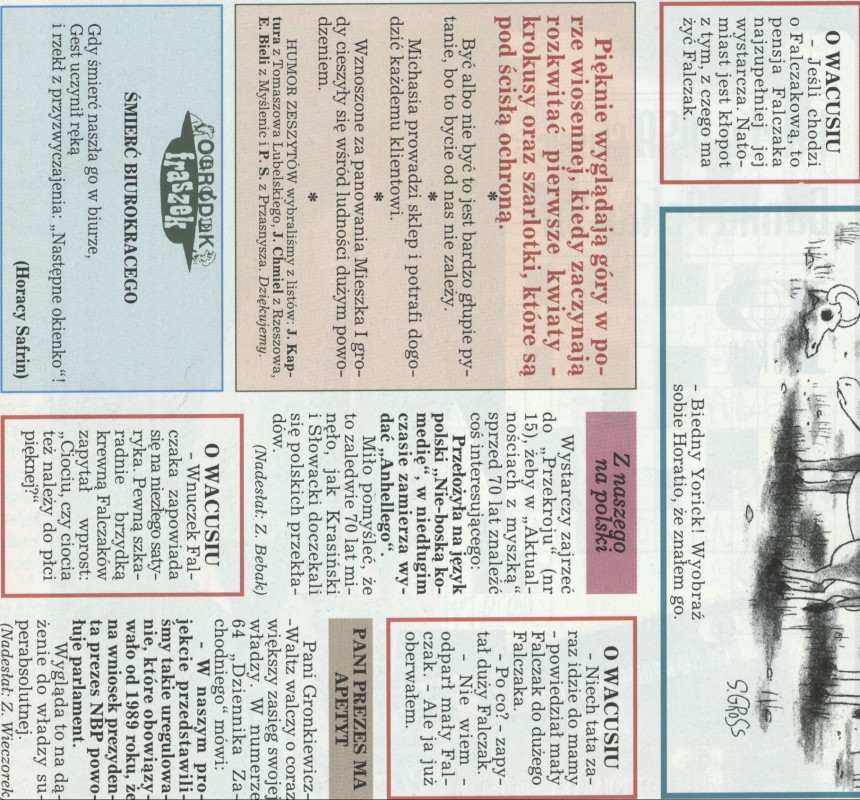 O WACUSIU
- Jeśli chodzi
o Falczakową, to
pensja Falczaka
najzupełniej jej
wystarcza. Nato-
miast jest kłopot
z tym, z czego ma
żyć Falczak.
- Biedny Yorick! Wyobraź
sobie Horatio, że znałem go.
S.GROSS
Pięknie wyglądają góry w po-
rze wiosennej, kiedy zaczynają
rozkwitać pierwsze kwiaty -
krokusy oraz szarlotki, które są
pod ścisłą ochroną.
*
Być albo nie być to jest bardzo głupie py-
tanie, bo to bycie od nas nie zależy.
*
Michasia prowadzi sklep i potrafi dogo-
dzić każdemu klientowi.
*
Wznoszone za panowania Mieszka I gro-
dy cieszyły się wśród ludności dużym powo-
dzeniem.
*
HUMOR ZESZYTÓW wybraliśmy z listów: J. Kap-
tura z Tomaszowa Lubelskiego, J. Chmiel z Rzeszowa,
E. Bieli z Myślenic i P. S. z Przasnysza. Dziękujemy.
OGRÓDEK
fraszek
ŚMIERĆ BIUROKRACEGO
Gdy śmierć naszła go w biurze,
Gest uczynił ręką
i rzekł z przyzwyczajenia: „Następne okienko”!
(Horacy Safrin)
Z naszego
na polski
Wystarczy zajrzeć
do „Przekroju” (nr
15), żeby w „Aktual-
nościach z myszką”
sprzed 70 lat znaleźć
coś interesującego:
Przełożyła na język
polski „Nie-boską ko-
medię”, w niedługim
czasie zamierza wy-
dać „Anhellego”.
Miło pomyśleć, że
to zaledwie 70 lat mi-
nęło, jak Krasiński
i Słowacki doczekali
się polskich przekła-
dów.
(Nadesłał: Z. Bebak)
O WACUSIU
- Wnuczek Fal-
czaka zapowiada
się na niezłego saty-
ryka. Pewną szka-
radnie brzydką
krewną Falczaków
zapytał wprost:
„Ciociu, czy ciocia
też należy do płci
pięknej?”
O WACUSIU
- Niech tata za-
raz idzie do mamy
- powiedział mały
Falczak do dużego
Falczaka.
- Po co? - zapy-
tał duży Falczak.
- Nie wiem -
odparł mały Fal-
czak. - Ale ja już
oberwałem.
PANI PREZES MA
APETYT
Pani Gronkiewicz-
-Waltz walczy o coraz
większy zasięg swojej
władzy. W numerze
64 „Dziennika Za-
chodniego” mówi:
- W naszym pro-
jekcie przedstawili-
śmy takie uregulowa-
nie, które obowiązy-
wało od 1989 roku, że
na wniosek prezyden-
ta prezes NBP powo-
łuje parlament.
Wygląda to na dą-
żenie do władzy su-
perabsolutnej.
(Nadesłał: Z. Wieczorek,